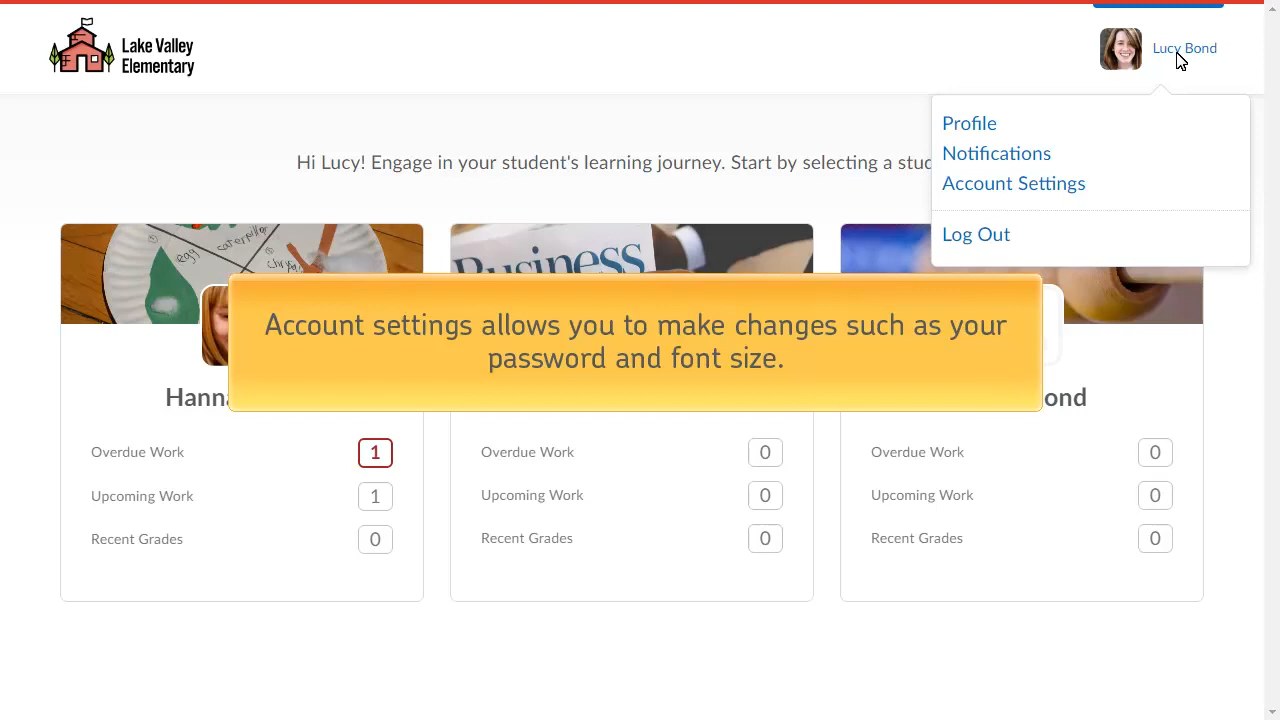 Lake Valley
Elementary
Lucy Bond
Profile
Notifications
Account Settings
Log Out
Hi Lucy! Engage in your student's learning journey. Start by selecting a
egg
caterpillar
Business
Account settings allows you to make changes such as your
password and font size.
Overdue Work 1
Upcoming Work 1
Recent Grades 0
Overdue Work 0
Upcoming Work 0
Recent Grades 0
Overdue Work 0
Upcoming Work 0
Recent Grades 0